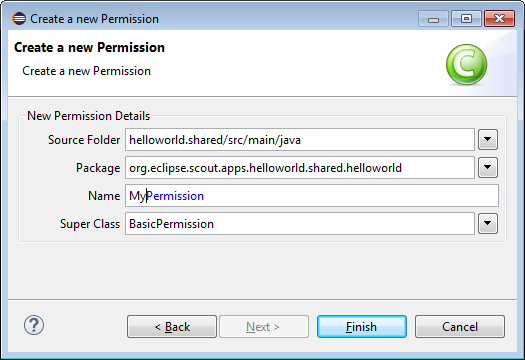 Create a new Permission
Create a new Permission
Create a new Permission
C
New Permission Details
Source Folder helloworld.shared/src/main/java
Package org.eclipse.scout.apps.helloworld.shared.helloworld
Name MyPermission
Super Class BasicPermission
? < Back Next > Finish Cancel